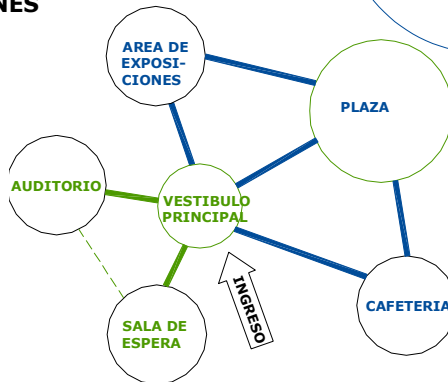 NES
AREA DE
EXPOSI-
CIONES
PLAZA
AUDITORIO
VESTIBULO
PRINCIPAL
INGRESO
CAFETERIA
SALA DE
ESPERA